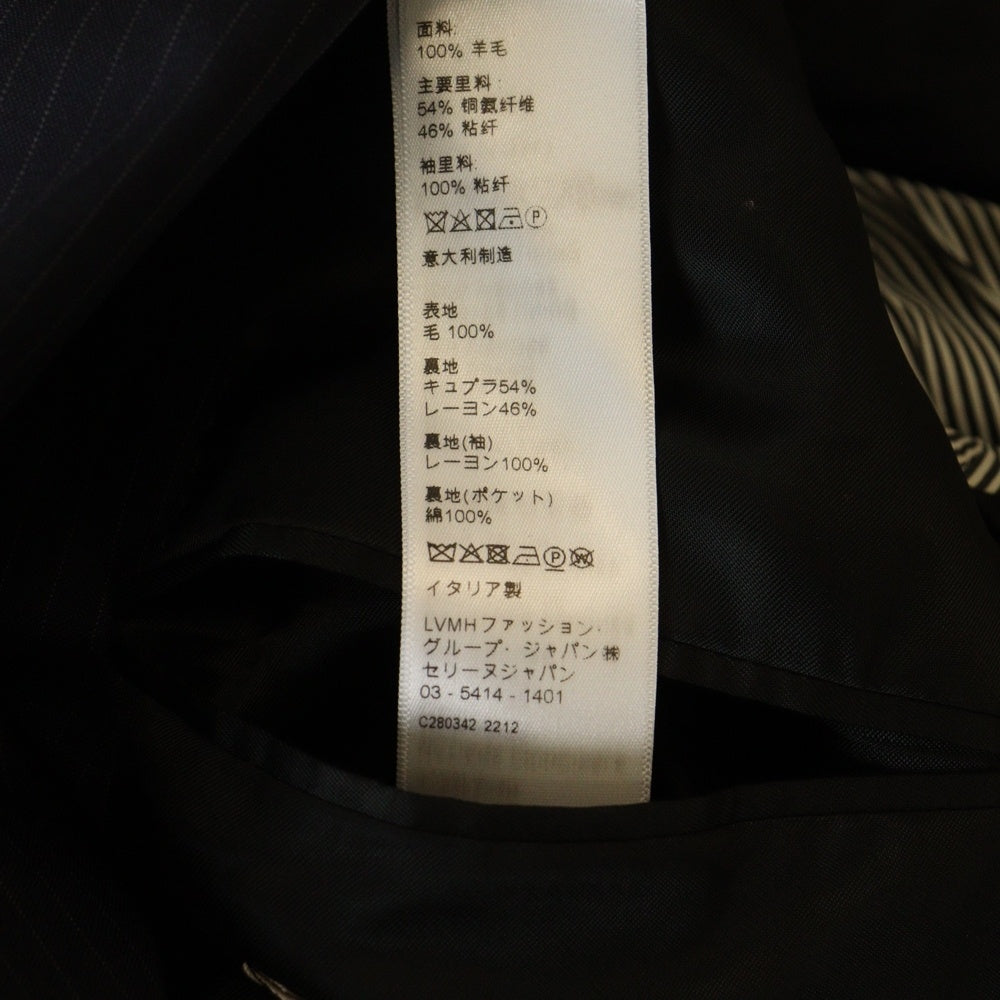 面料:
100% 羊毛
主要里料:
54% 铜氨纤维
46% 粘纤
袖里料:
100% 粘纤
意大利制造
表地
毛 100%
裏地
キュプラ54%
レーヨン46%
裏地(袖)
レーヨン100%
裏地(ポケット)
綿100%
イタリア製
LVMHファッション・
グループ・ジャパン㈱
セリーヌジャパン
03 - 5414 - 1401
C280342 2212